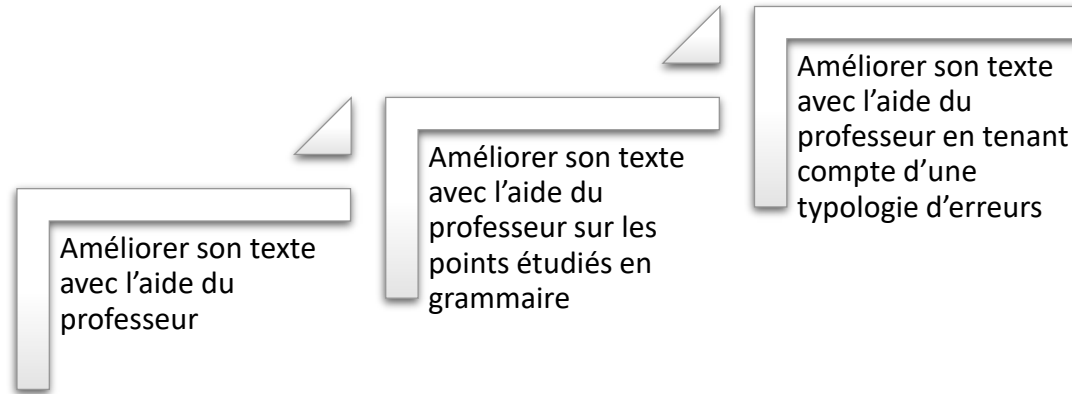 Améliorer son texte
avec l’aide du
professeur
Améliorer son texte
avec l’aide du
professeur sur les
points étudiés en
grammaire
Améliorer son texte
avec l’aide du
professeur en tenant
compte d’une
typologie d’erreurs